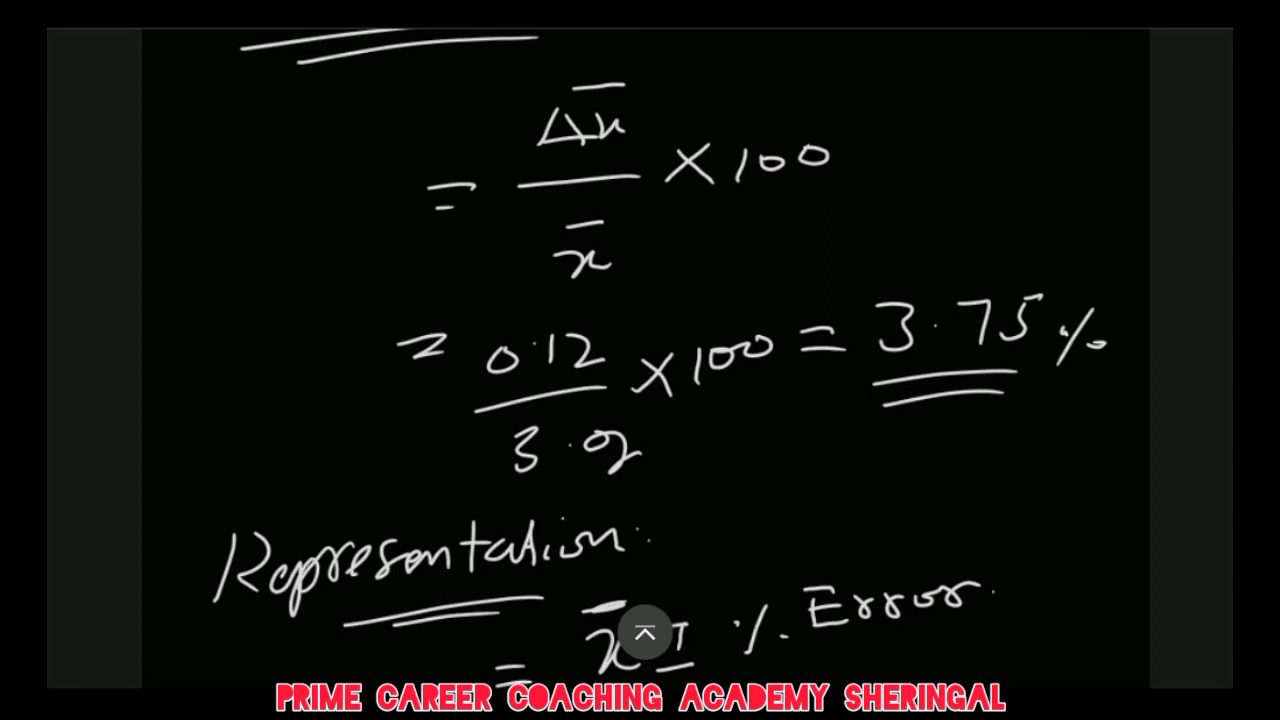 = Δx̄ / x̄ × 100
= 0.12 / 3.02 × 100 = 3.75 %
Representation:
= x̄ ± % Error.
PRIME CAREER COACHING ACADEMY SHERINGAL